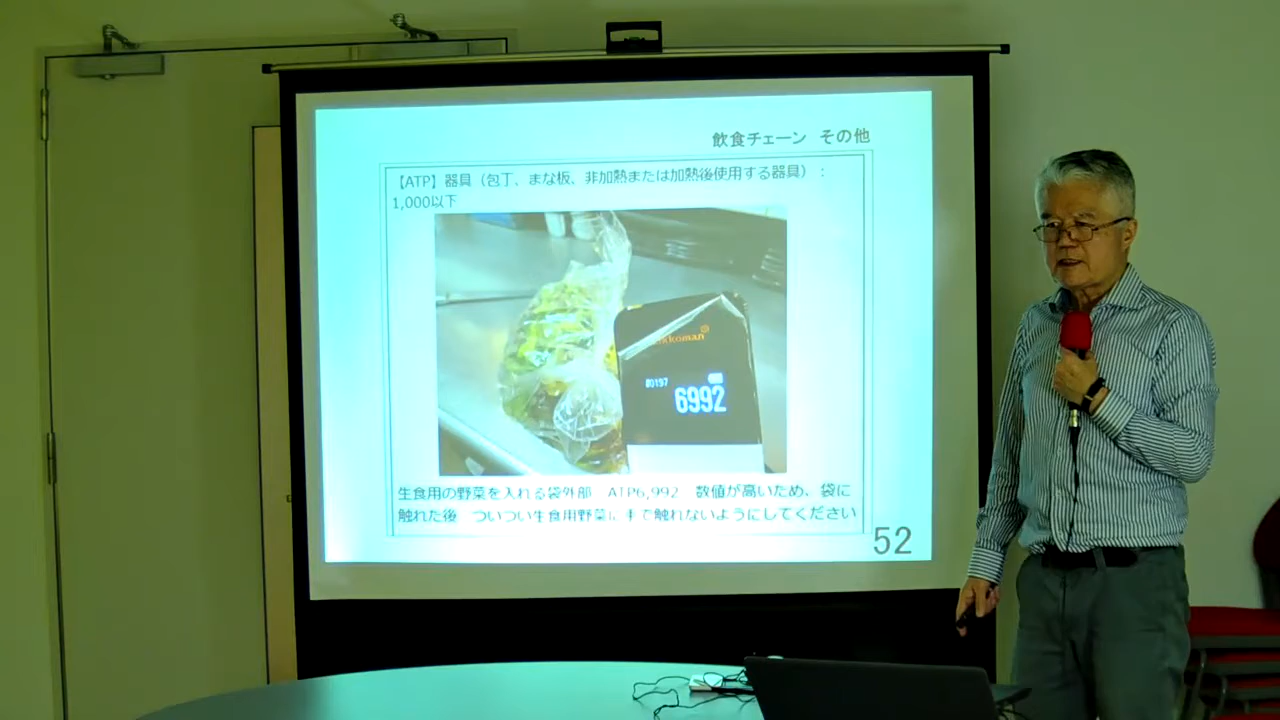 飲食チェーン その他
【ATP】器具（包丁、まな板、非加熱または加熱後使用する器具）：
1,000以下
kkoman
6992
生食用の野菜を入れる袋外部 ATP6,992 数値が高いため、袋に
触れた後 ついつい生食用野菜に手で触れないようにしてください
52